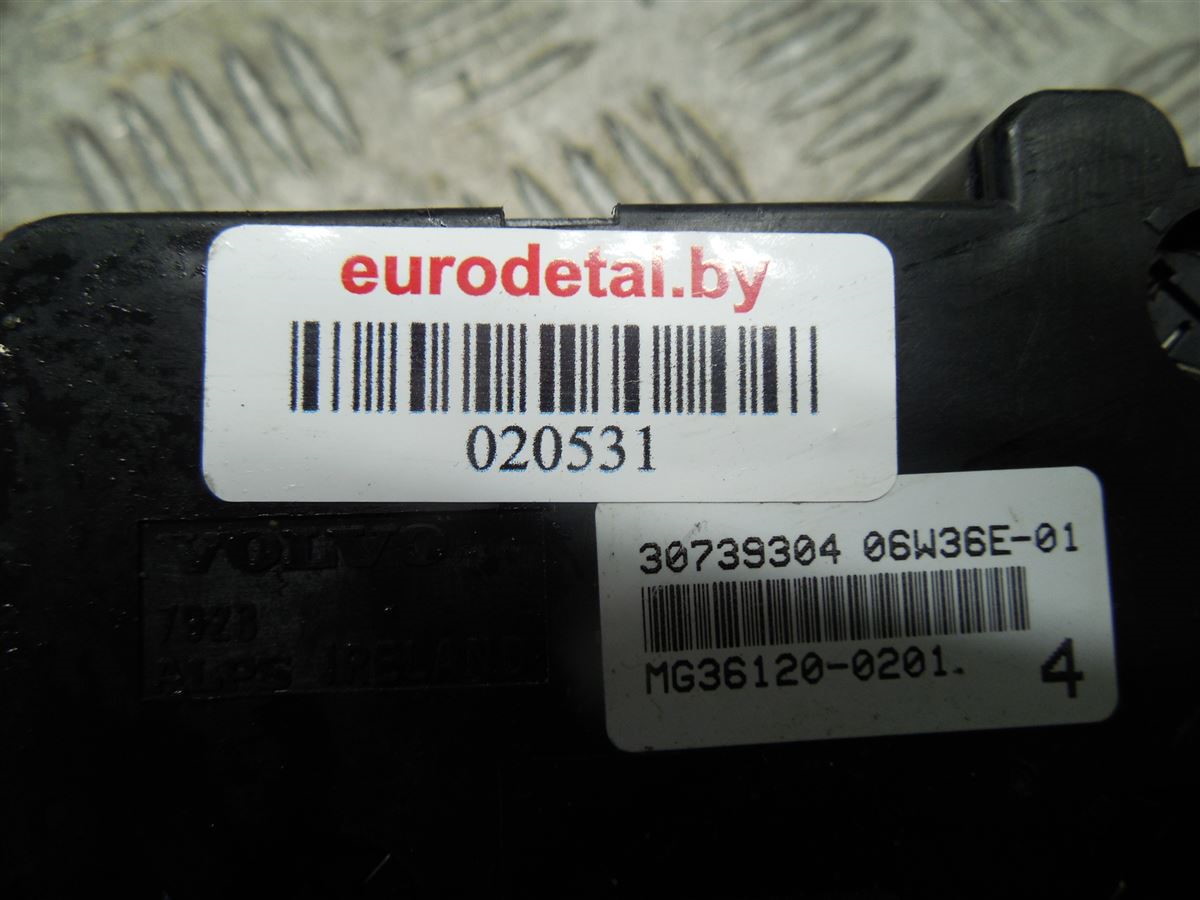 eurodetal.by
020531
30739304 06W36E-01
MG36120-0201.
4
VOLVO
ALPS IRELAND